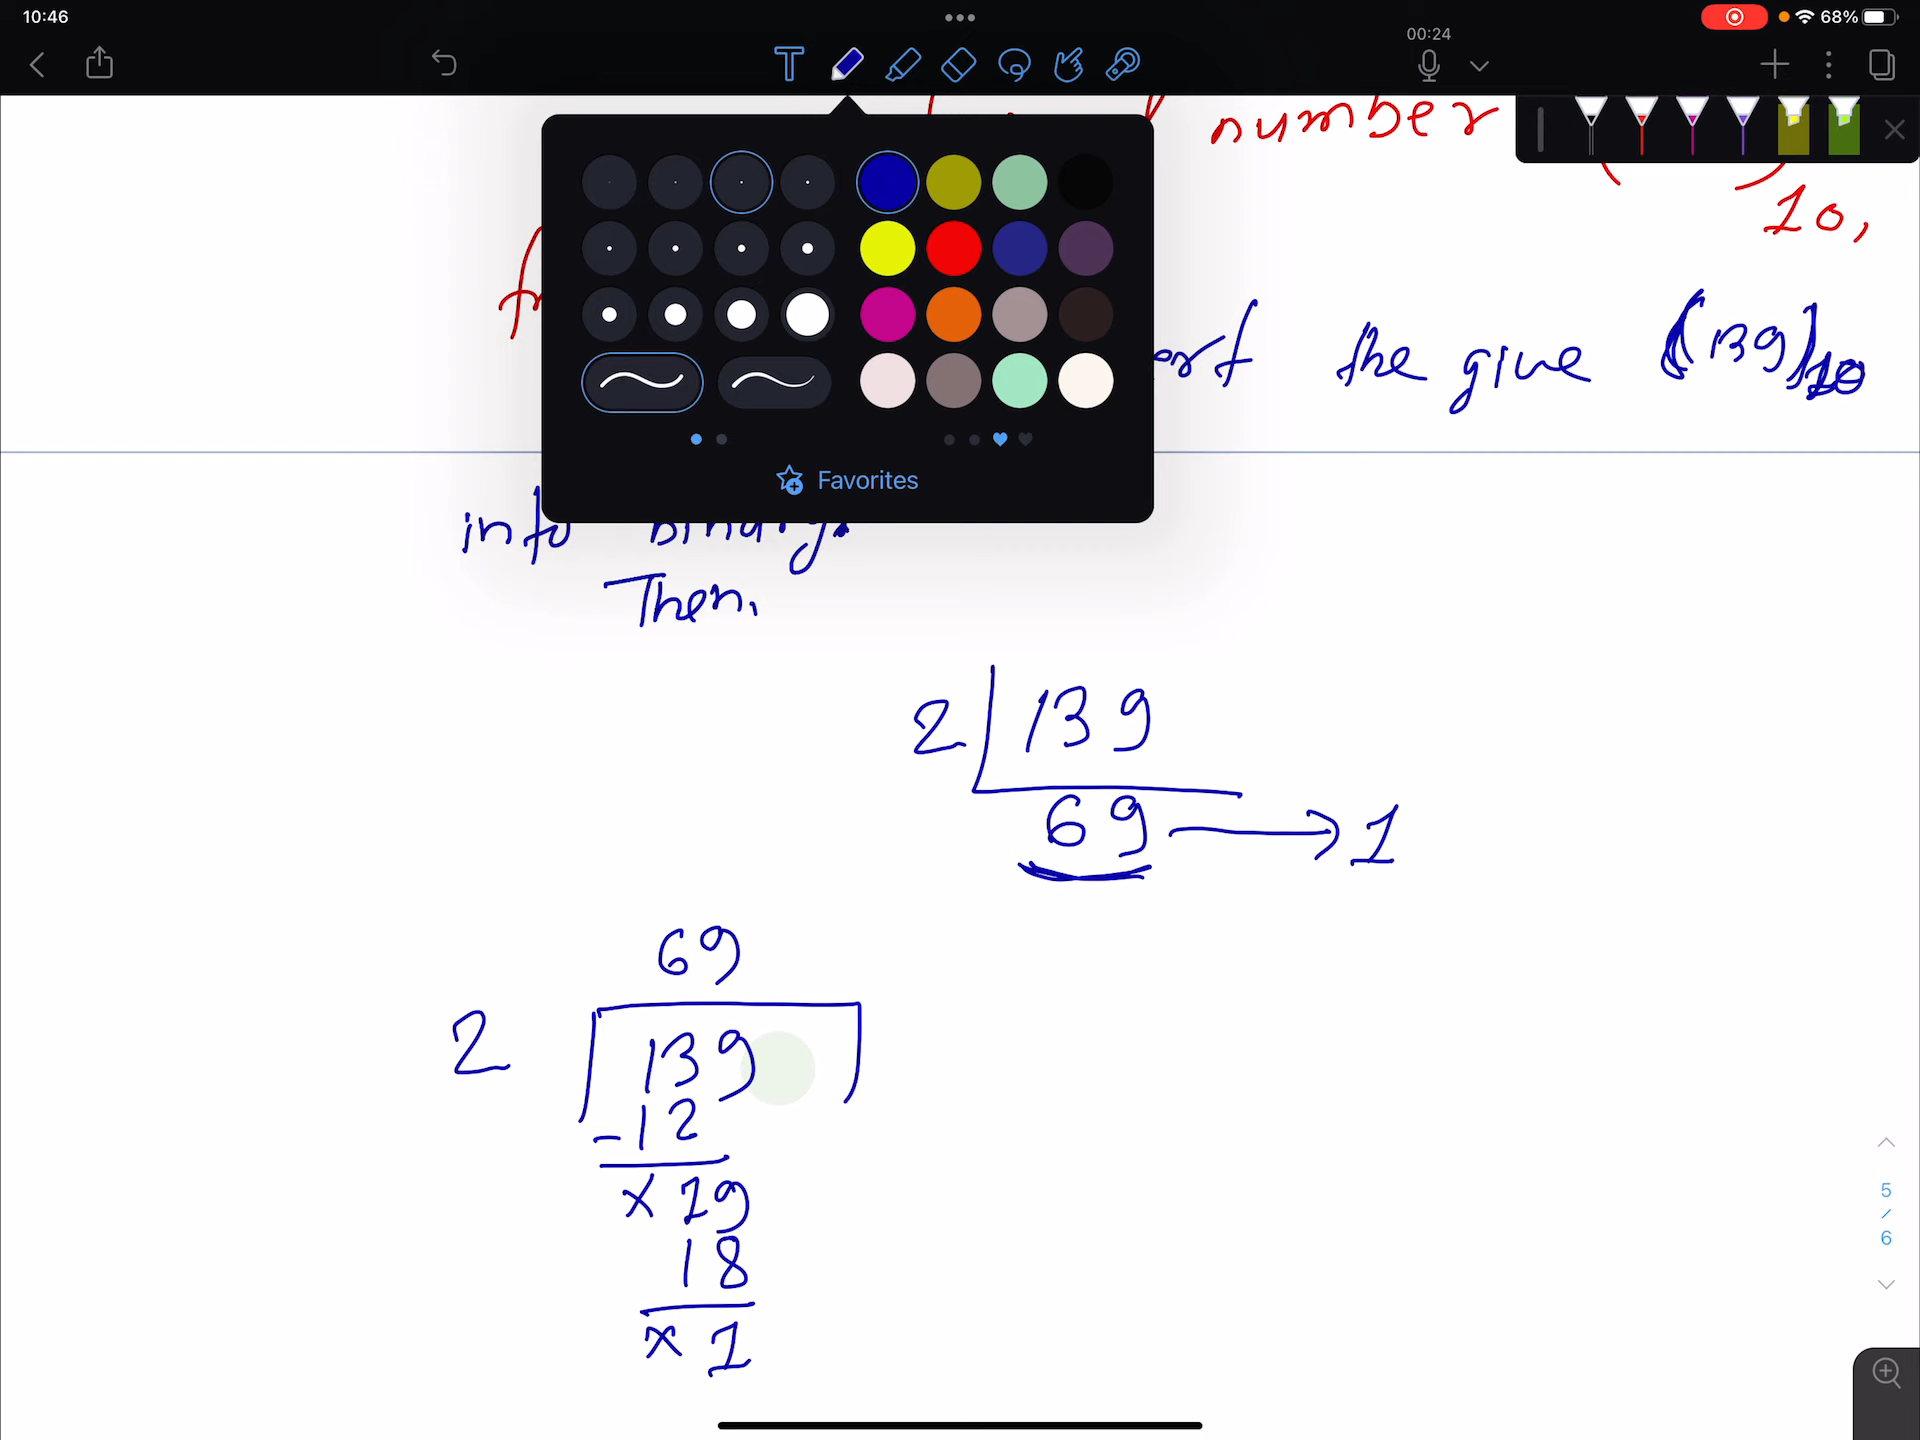 10:46
68%
00:24
number
10,
the give (139)10
Favorites
into Binary.
Then,
2 139
69 → 1
69
2 139
-12
x 19
18
x 1
5
/
6